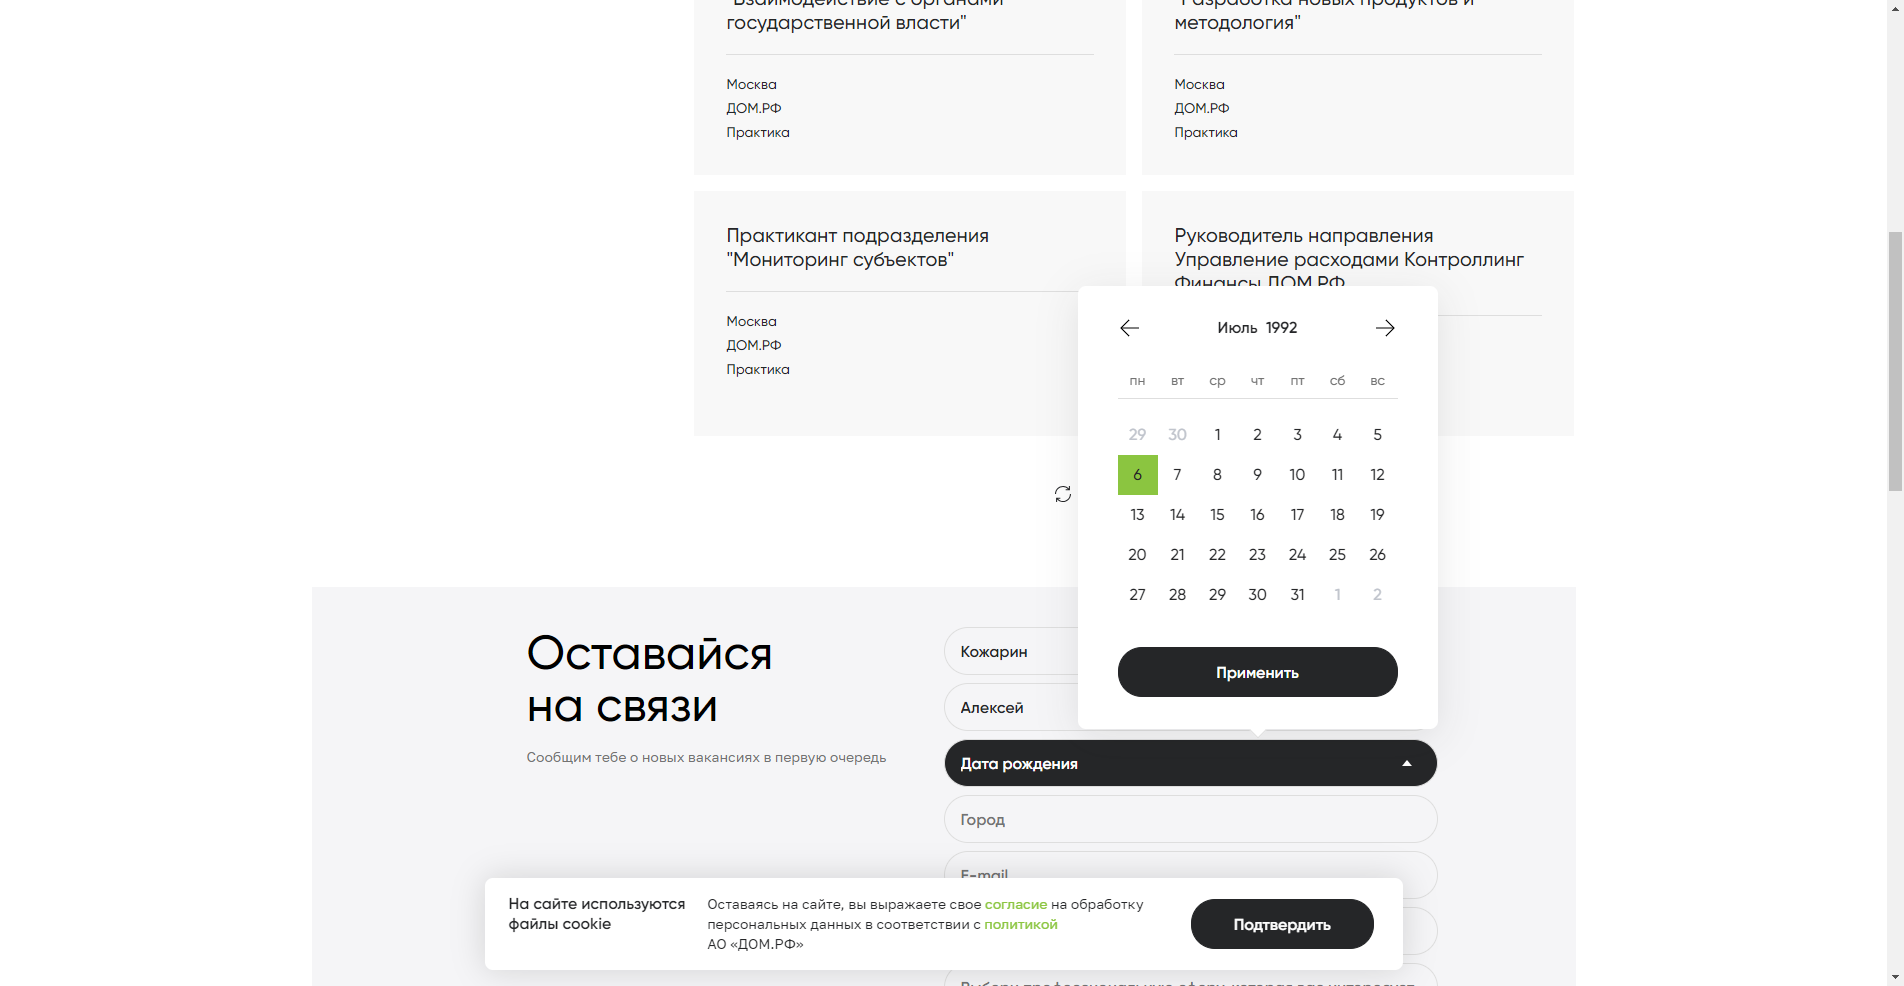 "Взаимодействие с органами
государственной власти"
Москва
ДОМ.РФ
Практика
"Разработка новых продуктов и
методология"
Москва
ДОМ.РФ
Практика
Практикант подразделения
"Мониторинг субъектов"
Москва
ДОМ.РФ
Практика
Руководитель направления
Управление расходами Контроллинг
Финансы ДОМ.РФ
Июль 1992
пн вт ср чт пт сб вс
29 30 1 2 3 4 5
6 7 8 9 10 11 12
13 14 15 16 17 18 19
20 21 22 23 24 25 26
27 28 29 30 31 1 2
Применить
Оставайся
на связи
Сообщим тебе о новых вакансиях в первую очередь
Кожарин
Алексей
Дата рождения
Город
E-mail
На сайте используются
файлы cookie
Оставаясь на сайте, вы выражаете свое согласие на обработку
персональных данных в соответствии с политикой
АО «ДОМ.РФ»
Подтвердить
Выбери профессиональную сферу, которая вас интересует